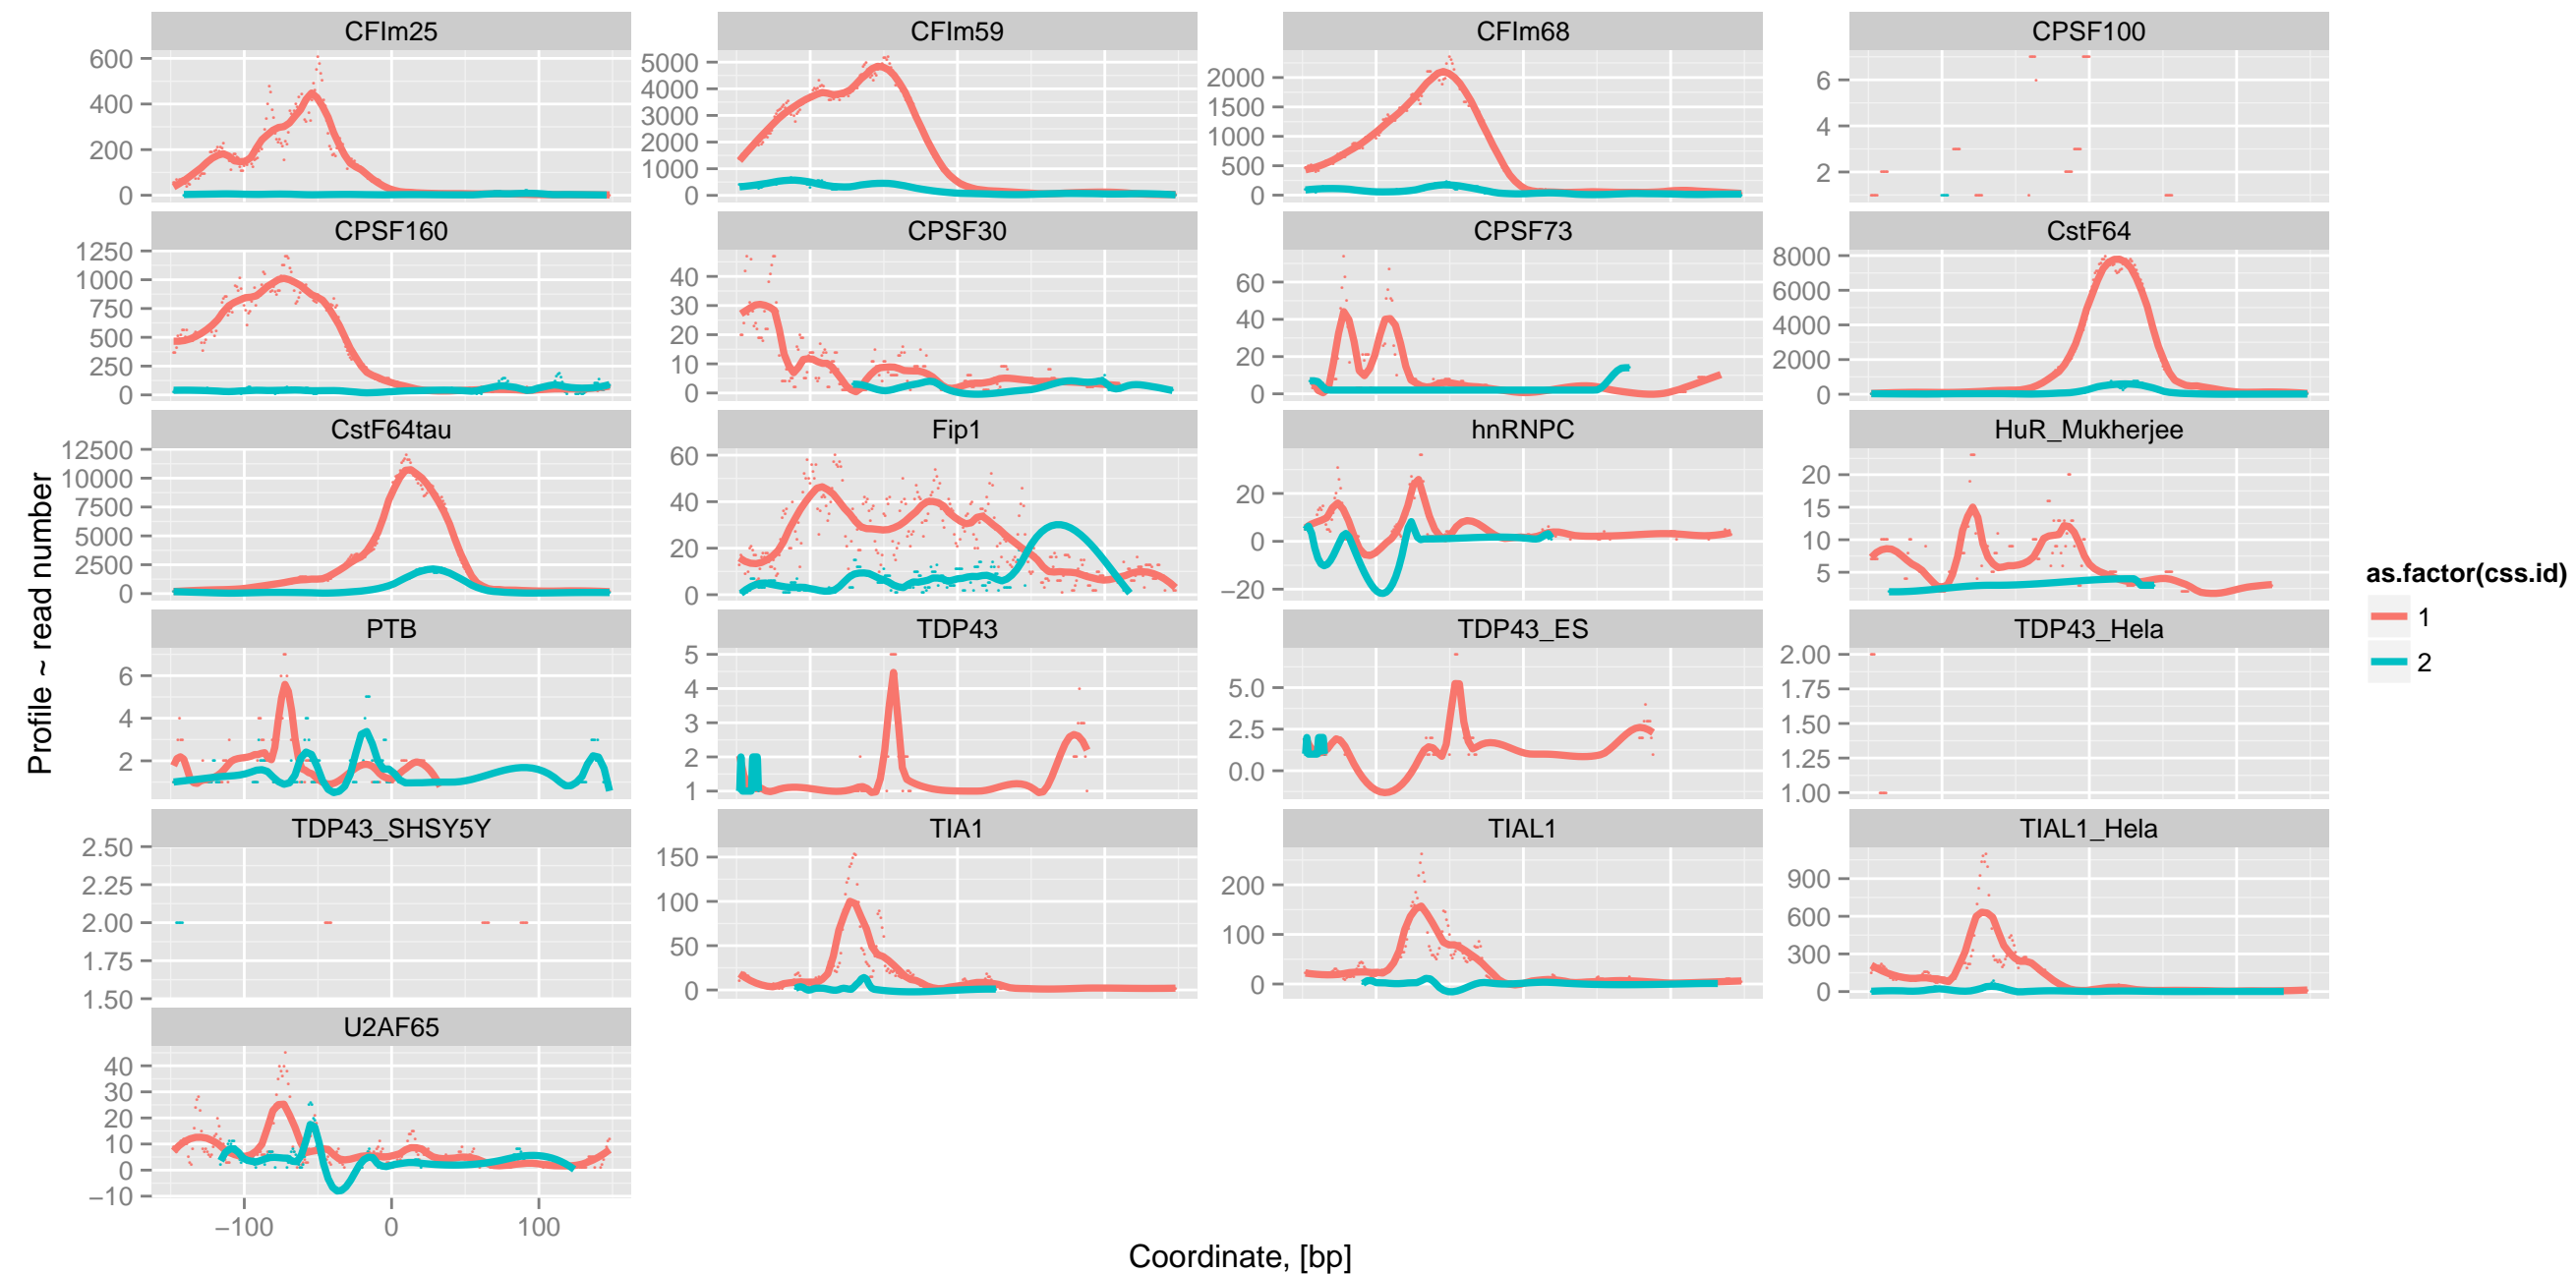 CFIm25 CFIm59 CFIm68 CPSF100
600 400 200 0
5000 4000 3000 2000 1000 0
2000 1500 1000 500 0
6 4 2
CPSF160 CPSF30 CPSF73 CstF64
1250 1000 750 500 250 0
40 30 20 10 0
60 40 20 0
8000 6000 4000 2000 0
CstF64tau Fip1 hnRNPC HuR_Mukherjee
12500 10000 7500 5000 2500 0
60 40 20 0
20 0 −20
20 15 10 5
PTB TDP43 TDP43_ES TDP43_Hela
6 4 2
5 4 3 2 1
5.0 2.5 0.0
2.00 1.75 1.50 1.25 1.00
TDP43_SHSY5Y TIA1 TIAL1 TIAL1_Hela
2.50 2.25 2.00 1.75 1.50
150 100 50 0
200 100 0
900 600 300 0
U2AF65
40 30 20 10 0 −10
−100 0 100
Coordinate, [bp]
Profile ~ read number
as.factor(css.id)
1
2